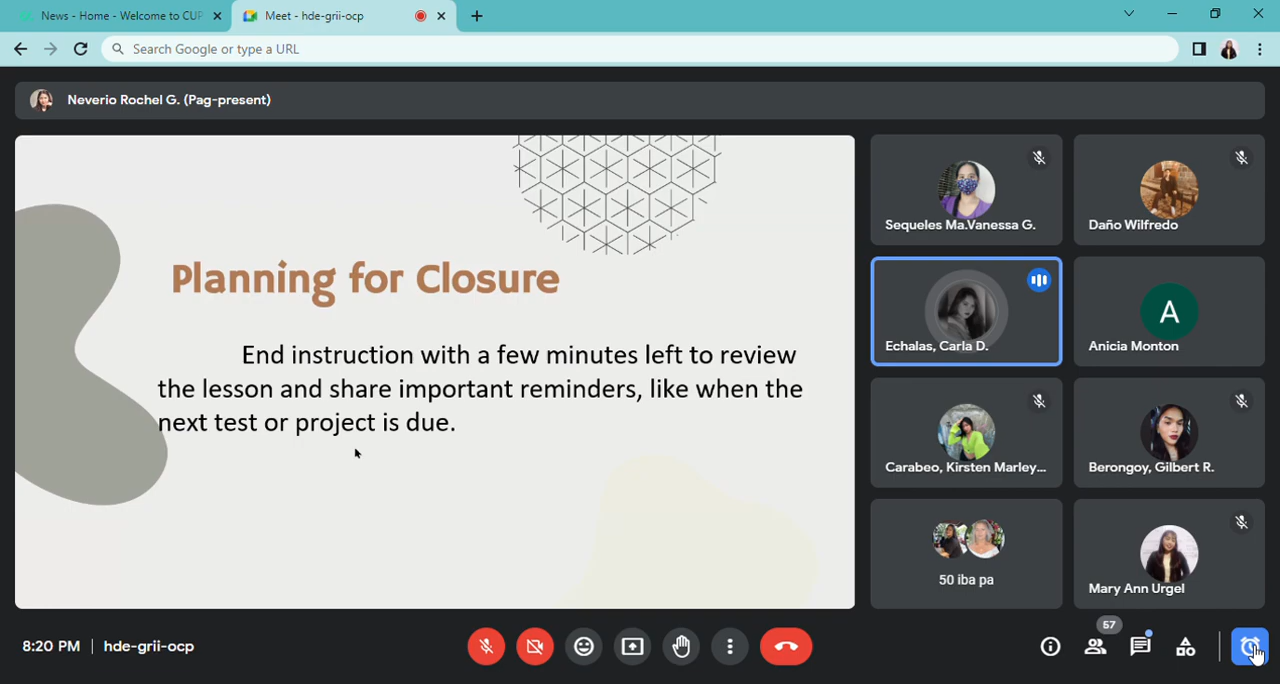 News - Home - Welcome to CUP
Meet - hde-grii-ocp
Search Google or type a URL
Neverio Rochel G. (Pag-present)
Planning for Closure
End instruction with a few minutes left to review
the lesson and share important reminders, like when the
next test or project is due.
Sequeles Ma.Vanessa G.
Daño Wilfredo
Echalas, Carla D.
A
Anicia Monton
Carabeo, Kirsten Marley...
Berongoy, Gilbert R.
50 iba pa
Mary Ann Urgel
8:20 PM | hde-grii-ocp
57